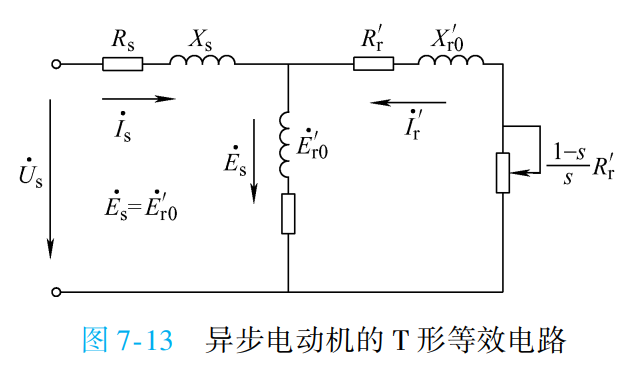 Rₛ Xₛ R′ᵣ X′ᵣ₀
İₛ İ′ᵣ
U̇ₛ Ėₛ Ė′ᵣ₀ (1−s)/s R′ᵣ
Ėₛ=Ė′ᵣ₀
图 7-13 异步电动机的 T 形等效电路